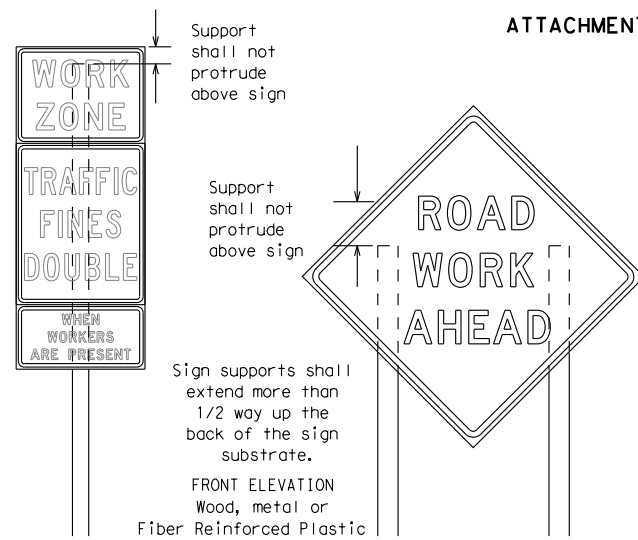 ATTACHMENT
Support
shall not
protrude
above sign
WORK
ZONE
TRAFFIC
FINES
DOUBLE
WHEN
WORKERS
ARE PRESENT
Support
shall not
protrude
above sign
ROAD
WORK
AHEAD
Sign supports shall
extend more than
1/2 way up the
back of the sign
substrate.
FRONT ELEVATION
Wood, metal or
Fiber Reinforced Plastic